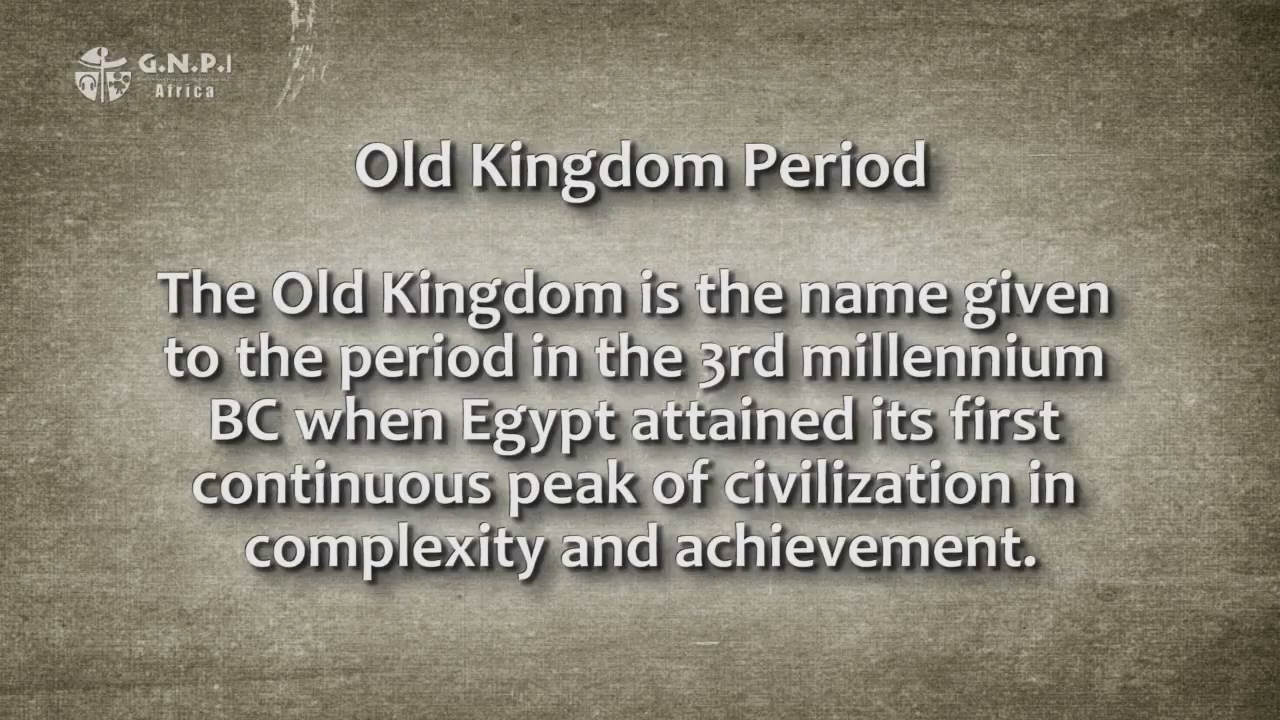 G.N.P.I
Africa
Old Kingdom Period
The Old Kingdom is the name given
to the period in the 3rd millennium
BC when Egypt attained its first
continuous peak of civilization in
complexity and achievement.